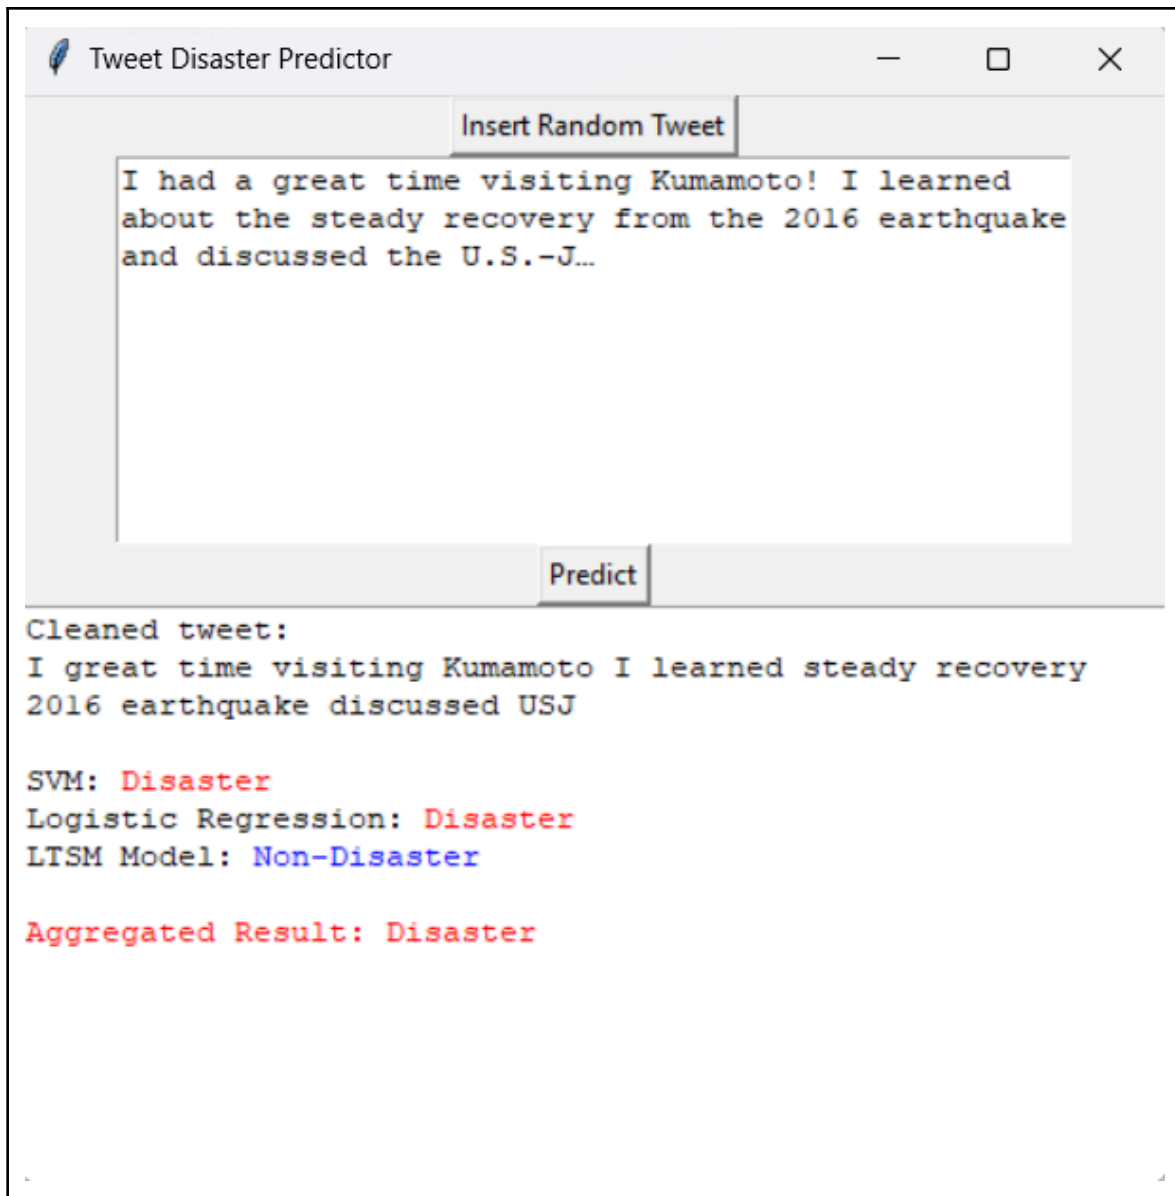 Tweet Disaster Predictor
Insert Random Tweet
I had a great time visiting Kumamoto! I learned
about the steady recovery from the 2016 earthquake
and discussed the U.S.-J…
Predict
Cleaned tweet:
I great time visiting Kumamoto I learned steady recovery
2016 earthquake discussed USJ
SVM: Disaster
Logistic Regression: Disaster
LTSM Model: Non-Disaster
Aggregated Result: Disaster